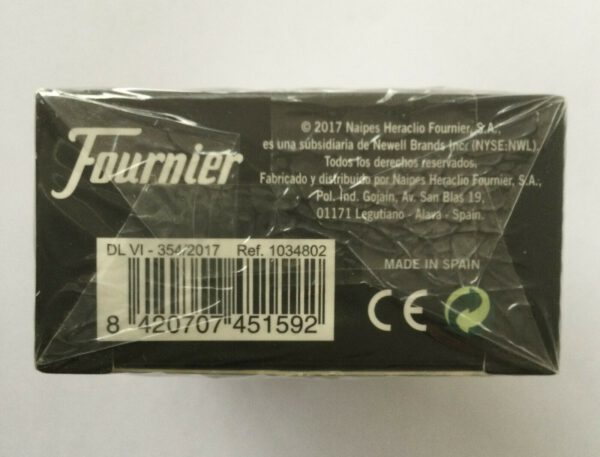 Fournier
© 2017 Naipes Heraclio Fournier, S.A.,
es una subsidiaria de Newell Brands Inc. (NYSE:NWL).
Todos los derechos reservados.
Fabricado y distribuido por Naipes Heraclio Fournier, S.A.,
Pol. Ind. Gojain, Av. San Blas 19,
01171 Legutiano - Alava - Spain.
DL VI - 354/2017 Ref. 1034802
8 420707 451592
MADE IN SPAIN
CE